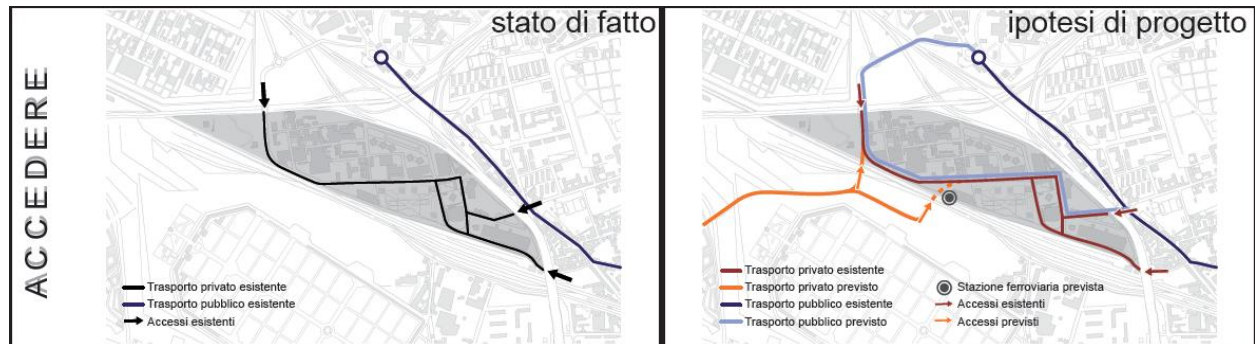 ACCEDERE
stato di fatto
Trasporto privato esistente
Trasporto pubblico esistente
Accessi esistenti
ipotesi di progetto
Trasporto privato esistente
Trasporto privato previsto
Trasporto pubblico esistente
Trasporto pubblico previsto
Stazione ferroviaria prevista
Accessi esistenti
Accessi previsti